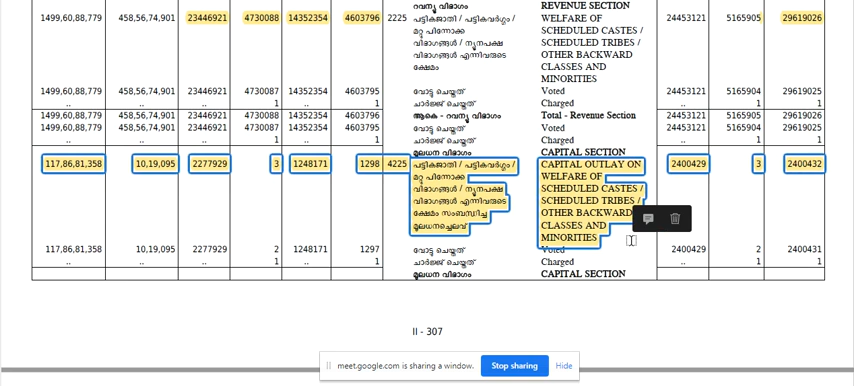 റവന്യൂ വിഭാഗം REVENUE SECTION
1499,60,88,779 458,56,74,901 23446921 4730088 14352354 4603796 2225 പട്ടികജാതി / പട്ടികവർഗ്ഗം / WELFARE OF 24453121 5165905 29619026
മറ്റു പിന്നോക്ക SCHEDULED CASTES /
വിഭാഗങ്ങൾ / ന്യൂനപക്ഷ SCHEDULED TRIBES /
വിഭാഗങ്ങൾ എന്നിവരുടെ OTHER BACKWARD
ക്ഷേമം CLASSES AND
MINORITIES
1499,60,88,779 458,56,74,901 23446921 4730087 14352354 4603795 വോട്ടു ചെയ്തത് Voted 24453121 5165904 29619025
.. .. .. 1 .. 1 ചാർജ്ജ് ചെയ്തത് Charged .. 1 1
1499,60,88,779 458,56,74,901 23446921 4730088 14352354 4603796 ആകെ - റവന്യൂ വിഭാഗം Total - Revenue Section 24453121 5165905 29619026
1499,60,88,779 458,56,74,901 23446921 4730087 14352354 4603795 വോട്ടു ചെയ്തത് Voted 24453121 5165904 29619025
.. .. .. 1 .. 1 ചാർജ്ജ് ചെയ്തത് Charged .. 1 1
മൂലധന വിഭാഗം CAPITAL SECTION
117,86,81,358 10,19,095 2277929 3 1248171 1298 4225 പട്ടികജാതി / പട്ടികവർഗ്ഗം / CAPITAL OUTLAY ON 2400429 3 2400432
മറ്റു പിന്നോക്ക WELFARE OF
വിഭാഗങ്ങൾ / ന്യൂനപക്ഷ SCHEDULED CASTES /
വിഭാഗങ്ങൾ എന്നിവരുടെ SCHEDULED TRIBES /
ക്ഷേമം സംബന്ധിച്ച OTHER BACKWARD
മൂലധനച്ചെലവ് CLASSES AND
MINORITIES
117,86,81,358 10,19,095 2277929 2 1248171 1297 വോട്ടു ചെയ്തത് Voted 2400429 2 2400431
.. .. .. 1 .. 1 ചാർജ്ജ് ചെയ്തത് Charged .. 1 1
മൂലധന വിഭാഗം CAPITAL SECTION
II - 307
meet.google.com is sharing a window. Stop sharing Hide